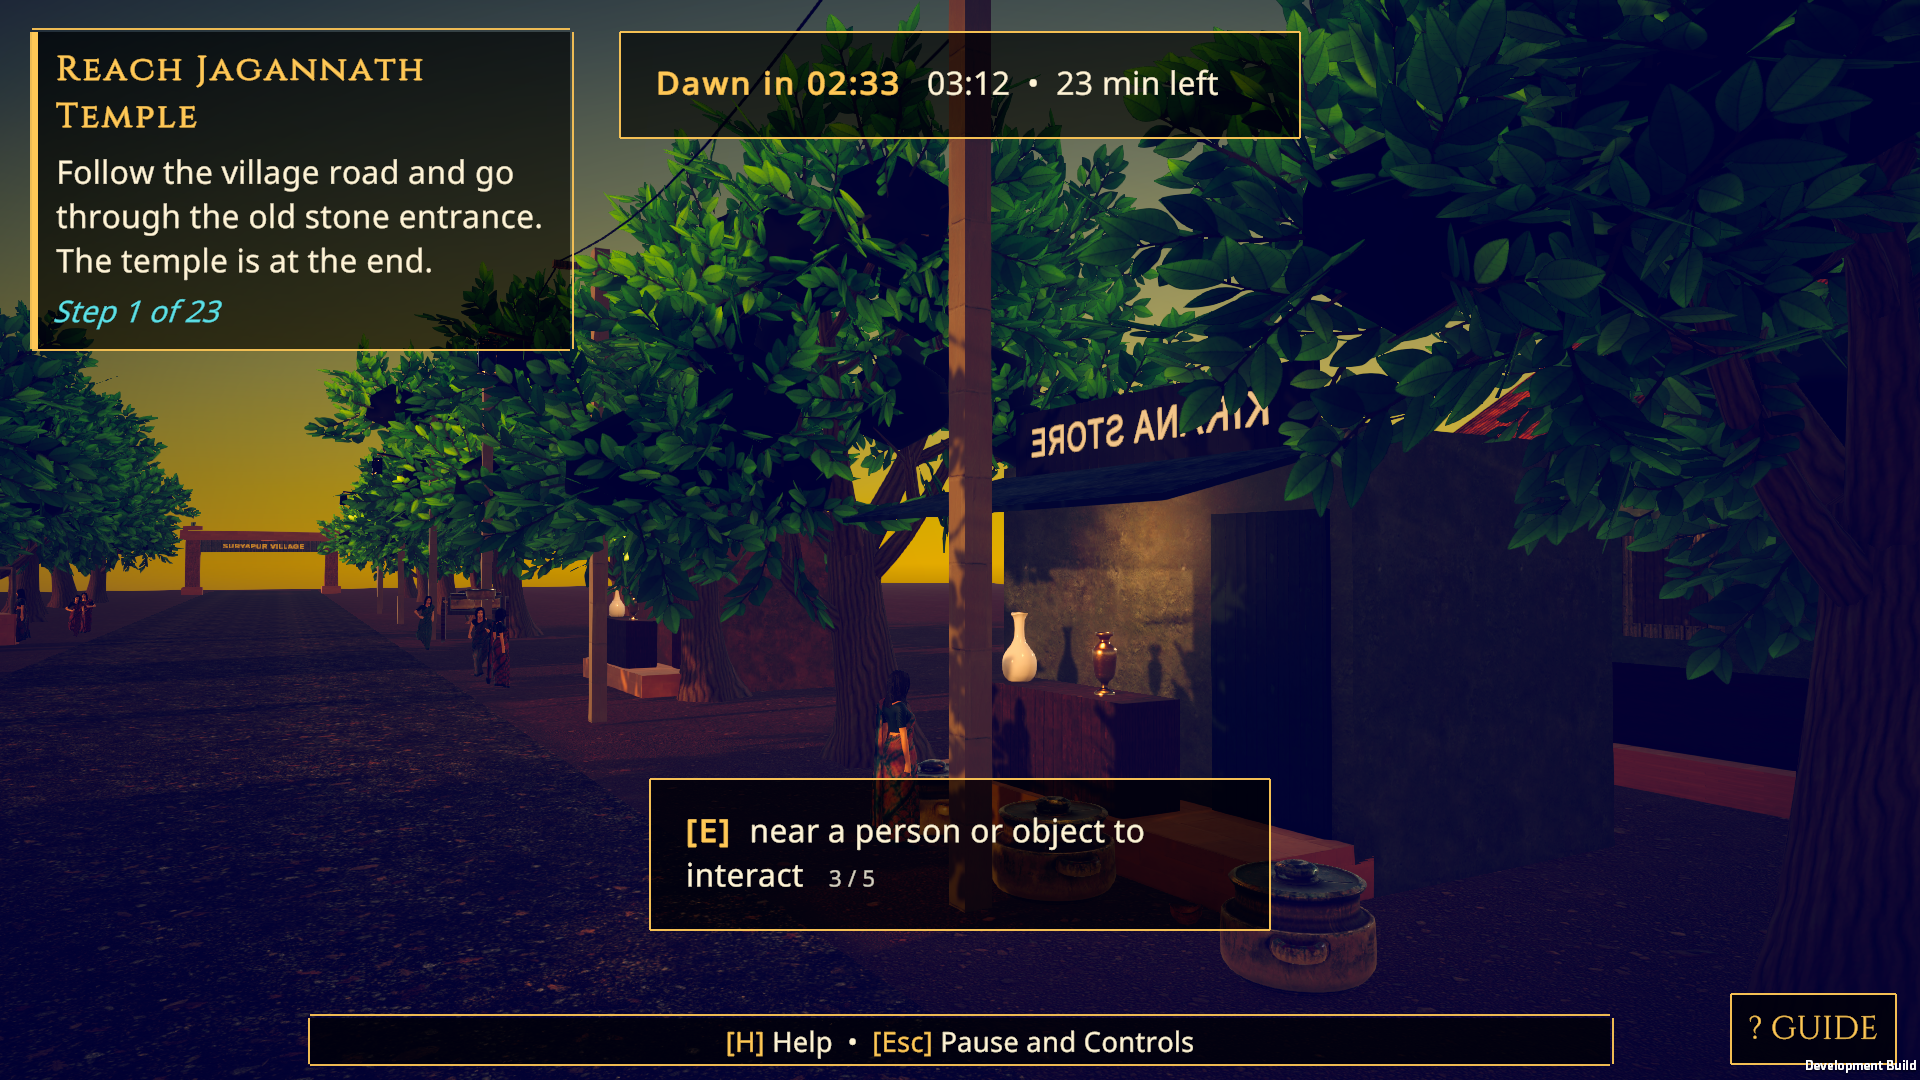 REACH JAGANNATH
TEMPLE
Follow the village road and go
through the old stone entrance.
The temple is at the end.
Step 1 of 23
Dawn in 02:33 03:12 • 23 min left
STORE
SURYAPUR VILLAGE
[E] near a person or object to
interact 3 / 5
[H] Help • [Esc] Pause and Controls
? GUIDE
Development Build